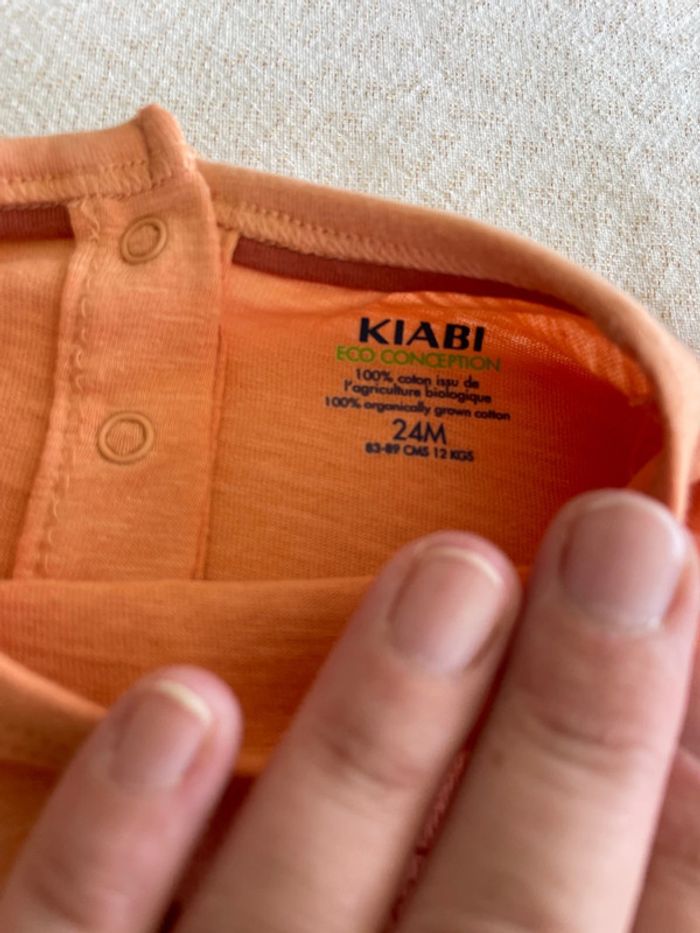 KIABI
ECO CONCEPTION
100% coton issu de
l'agriculture biologique
100% organically grown cotton
24M
83-89 CMS 12 KGS